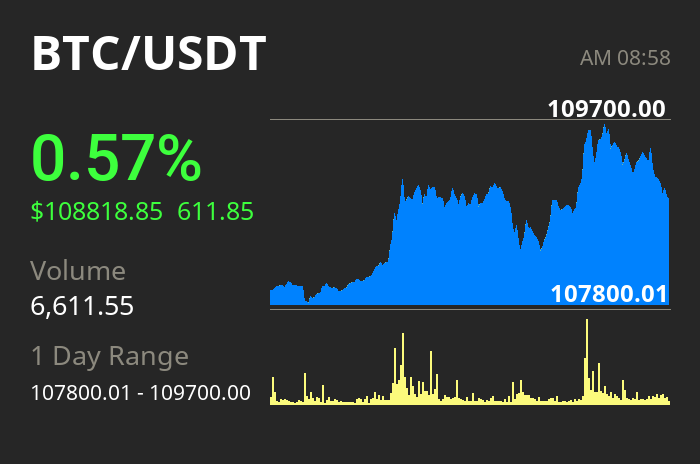 BTC/USDT
AM 08:58
109700.00
0.57%
$108818.85 611.85
Volume
6,611.55
107800.01
1 Day Range
107800.01 - 109700.00